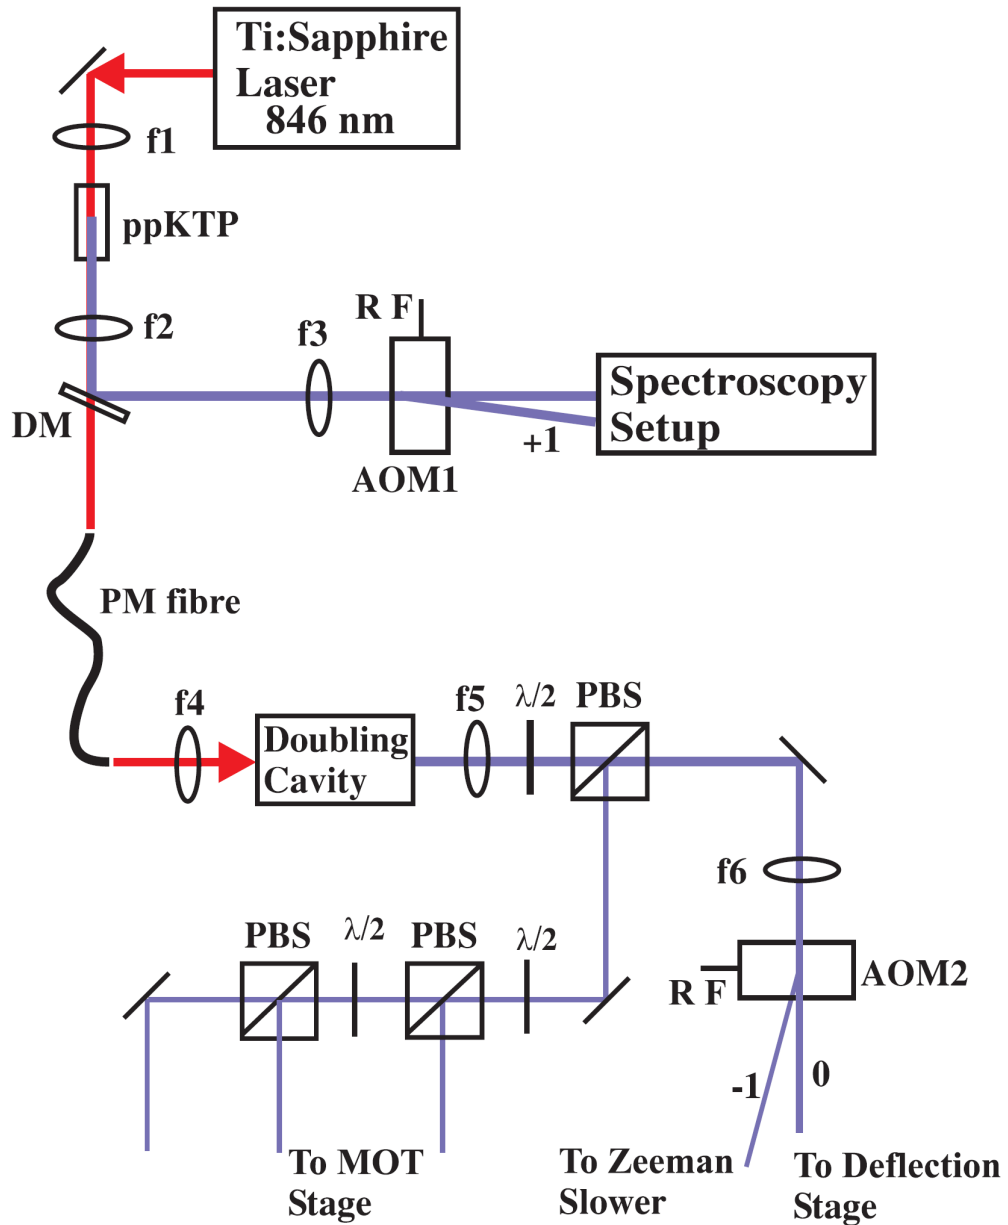 Ti:Sapphire
Laser
846 nm
f1
ppKTP
f2
DM
f3
R F
AOM1
+1
Spectroscopy
Setup
PM fibre
f4
Doubling
Cavity
f5
λ/2
PBS
f6
R F
AOM2
-1
0
PBS
λ/2
PBS
λ/2
To MOT
Stage
To Zeeman
Slower
To Deflection
Stage